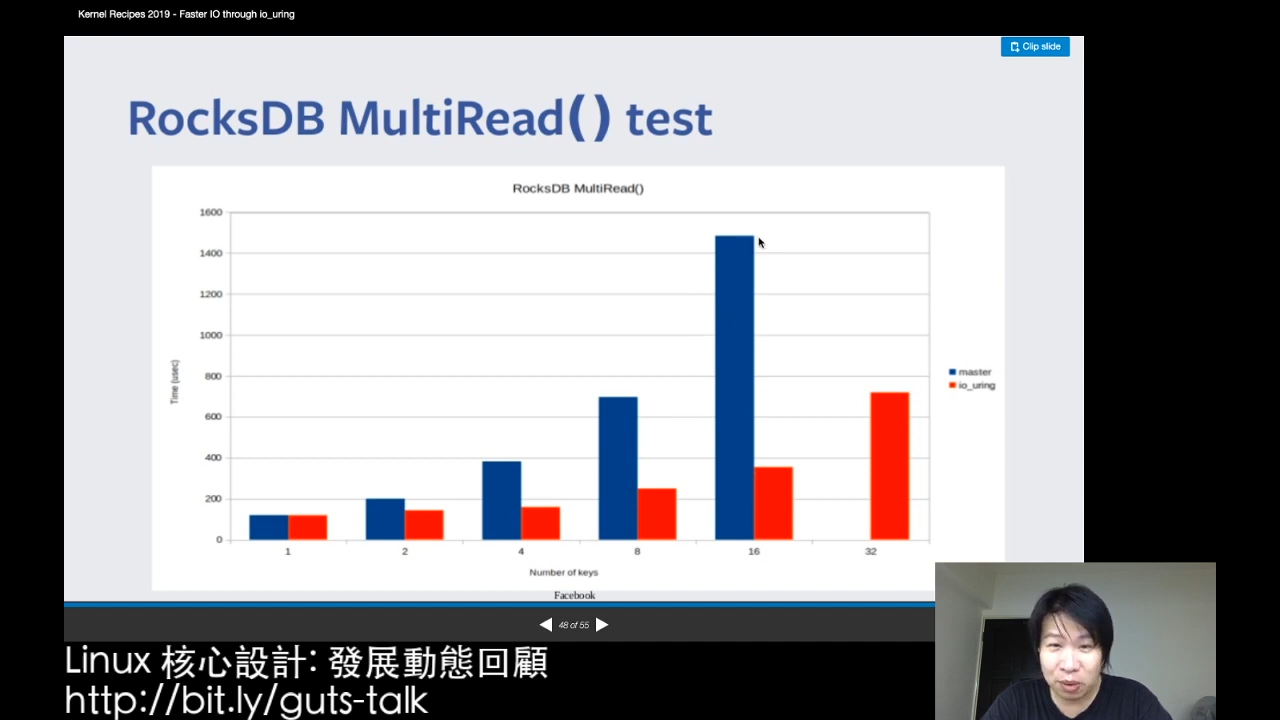 Kernel Recipes 2019 - Faster IO through io_uring
Clip slide
RocksDB MultiRead() test
RocksDB MultiRead()
1600
1400
1200
1000
800
600
400
200
0
Time (usec)
1 2 4 8 16 32
Number of keys
master
io_uring
Facebook
48 of 55
Linux 核心設計: 發展動態回顧
http://bit.ly/guts-talk